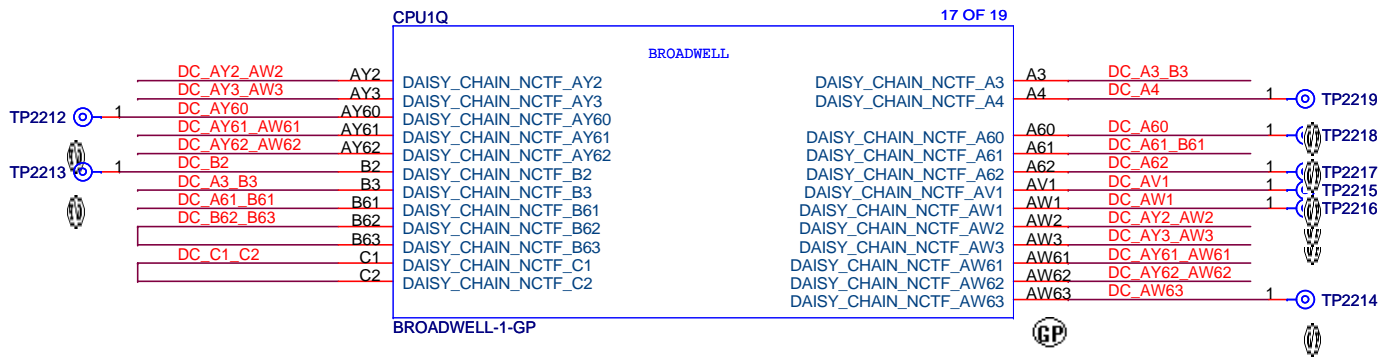 CPU1Q 17 OF 19
BROADWELL
DC_AY2_AW2 AY2 DAISY_CHAIN_NCTF_AY2 DAISY_CHAIN_NCTF_A3 A3 DC_A3_B3
DC_AY3_AW3 AY3 DAISY_CHAIN_NCTF_AY3 DAISY_CHAIN_NCTF_A4 A4 DC_A4 1 TP2219
TP2212 1 DC_AY60 AY60 DAISY_CHAIN_NCTF_AY60
DC_AY61_AW61 AY61 DAISY_CHAIN_NCTF_AY61 DAISY_CHAIN_NCTF_A60 A60 DC_A60 1 TP2218
DC_AY62_AW62 AY62 DAISY_CHAIN_NCTF_AY62 DAISY_CHAIN_NCTF_A61 A61 DC_A61_B61
TP2213 1 DC_B2 B2 DAISY_CHAIN_NCTF_B2 DAISY_CHAIN_NCTF_A62 A62 DC_A62 1 TP2217
DC_A3_B3 B3 DAISY_CHAIN_NCTF_B3 DAISY_CHAIN_NCTF_AV1 AV1 DC_AV1 1 TP2215
DC_A61_B61 B61 DAISY_CHAIN_NCTF_B61 DAISY_CHAIN_NCTF_AW1 AW1 DC_AW1 1 TP2216
DC_B62_B63 B62 DAISY_CHAIN_NCTF_B62 DAISY_CHAIN_NCTF_AW2 AW2 DC_AY2_AW2
B63 DAISY_CHAIN_NCTF_B63 DAISY_CHAIN_NCTF_AW3 AW3 DC_AY3_AW3
DC_C1_C2 C1 DAISY_CHAIN_NCTF_C1 DAISY_CHAIN_NCTF_AW61 AW61 DC_AY61_AW61
C2 DAISY_CHAIN_NCTF_C2 DAISY_CHAIN_NCTF_AW62 AW62 DC_AY62_AW62
DAISY_CHAIN_NCTF_AW63 AW63 DC_AW63 1 TP2214
BROADWELL-1-GP GP